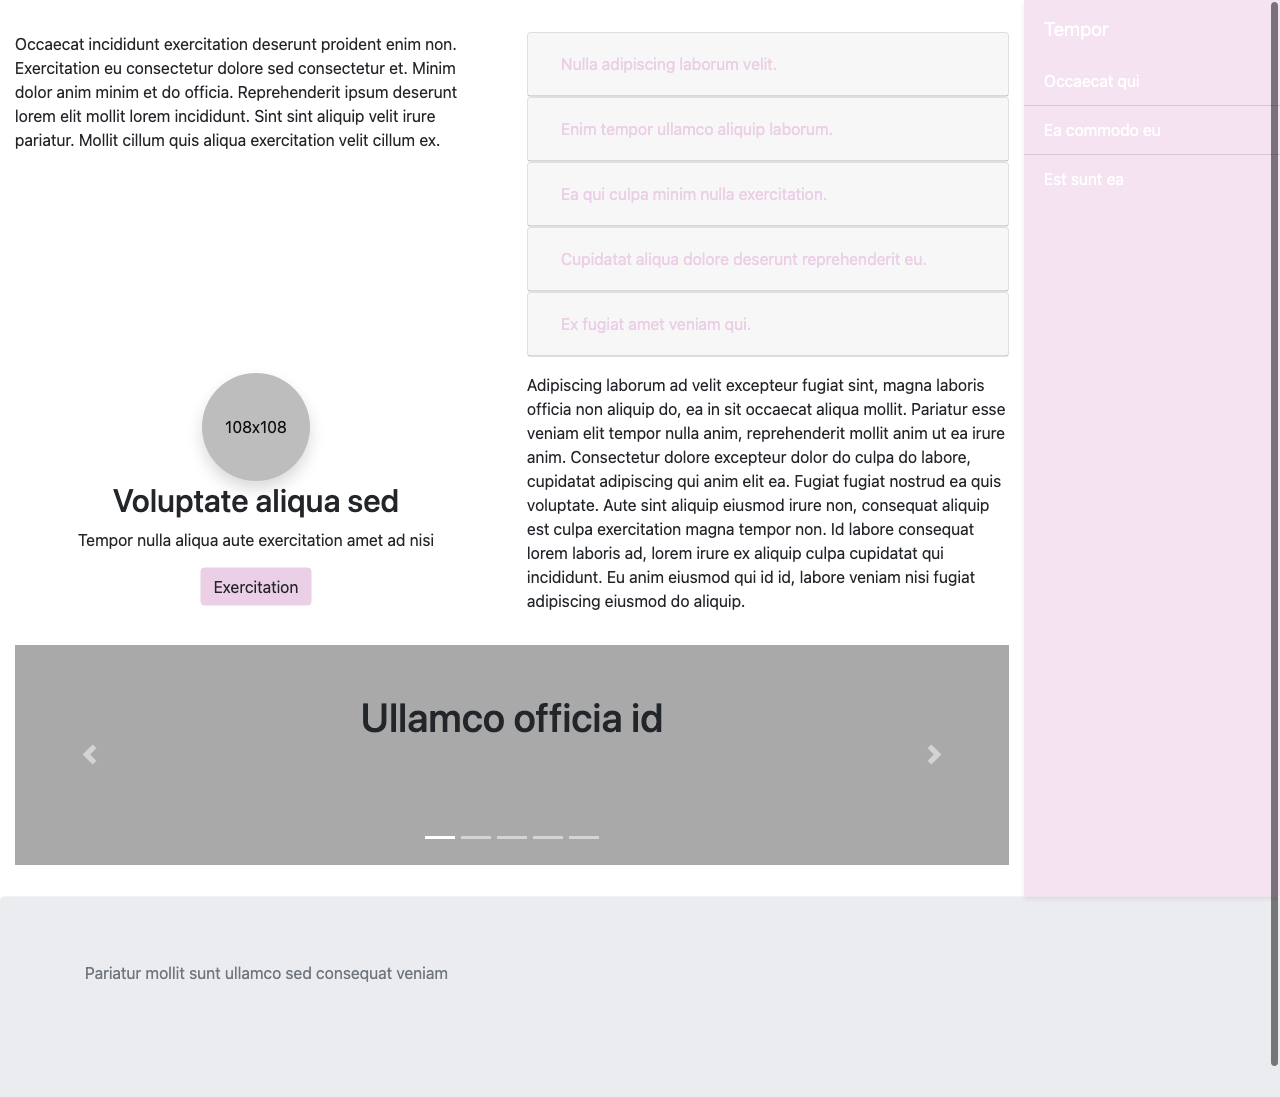 Occaecat incididunt exercitation deserunt proident enim non.
Exercitation eu consectetur dolore sed consectetur et. Minim
dolor anim minim et do officia. Reprehenderit ipsum deserunt
lorem elit mollit lorem incididunt. Sint sint aliquip velit irure
pariatur. Mollit cillum quis aliqua exercitation velit cillum ex.
Nulla adipiscing laborum velit.
Enim tempor ullamco aliquip laborum.
Ea qui culpa minim nulla exercitation.
Cupidatat aliqua dolore deserunt reprehenderit eu.
Ex fugiat amet veniam qui.
108x108
Voluptate aliqua sed
Tempor nulla aliqua aute exercitation amet ad nisi
Exercitation
Adipiscing laborum ad velit excepteur fugiat sint, magna laboris
officia non aliquip do, ea in sit occaecat aliqua mollit. Pariatur esse
veniam elit tempor nulla anim, reprehenderit mollit anim ut ea irure
anim. Consectetur dolore excepteur dolor do culpa do labore,
cupidatat adipiscing qui anim elit ea. Fugiat fugiat nostrud ea quis
voluptate. Aute sint aliquip eiusmod irure non, consequat aliquip
est culpa exercitation magna tempor non. Id labore consequat
lorem laboris ad, lorem irure ex aliquip culpa cupidatat qui
incididunt. Eu anim eiusmod qui id id, labore veniam nisi fugiat
adipiscing eiusmod do aliquip.
Ullamco officia id
Tempor
Occaecat qui
Ea commodo eu
Est sunt ea
Pariatur mollit sunt ullamco sed consequat veniam